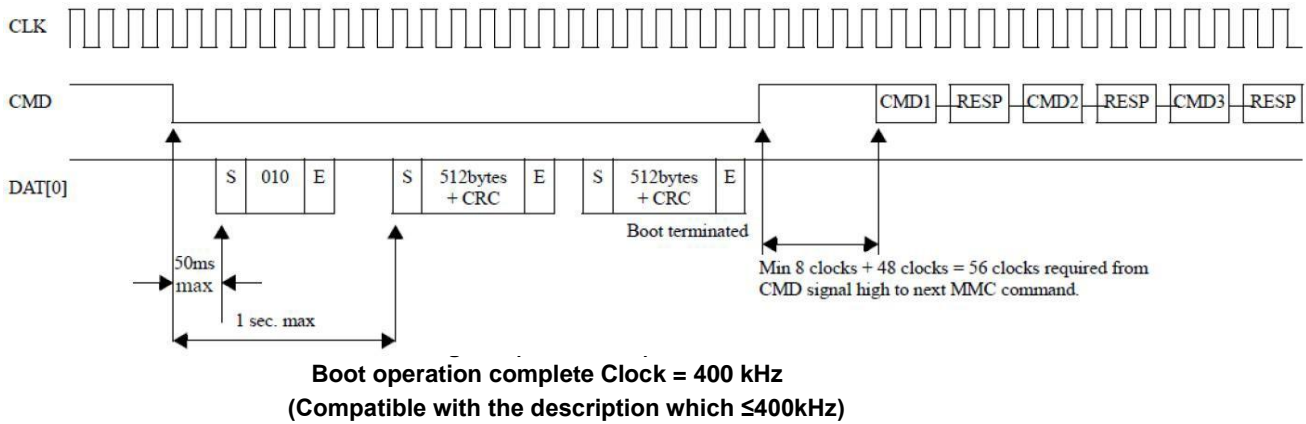 CLK
CMD
CMD1 RESP CMD2 RESP CMD3 RESP
DAT[0]
S 010 E S 512bytes + CRC E S 512bytes + CRC E
Boot terminated
50ms
max
Min 8 clocks + 48 clocks = 56 clocks required from
CMD signal high to next MMC command.
1 sec. max
Boot operation complete Clock = 400 kHz
(Compatible with the description which ≤400kHz)